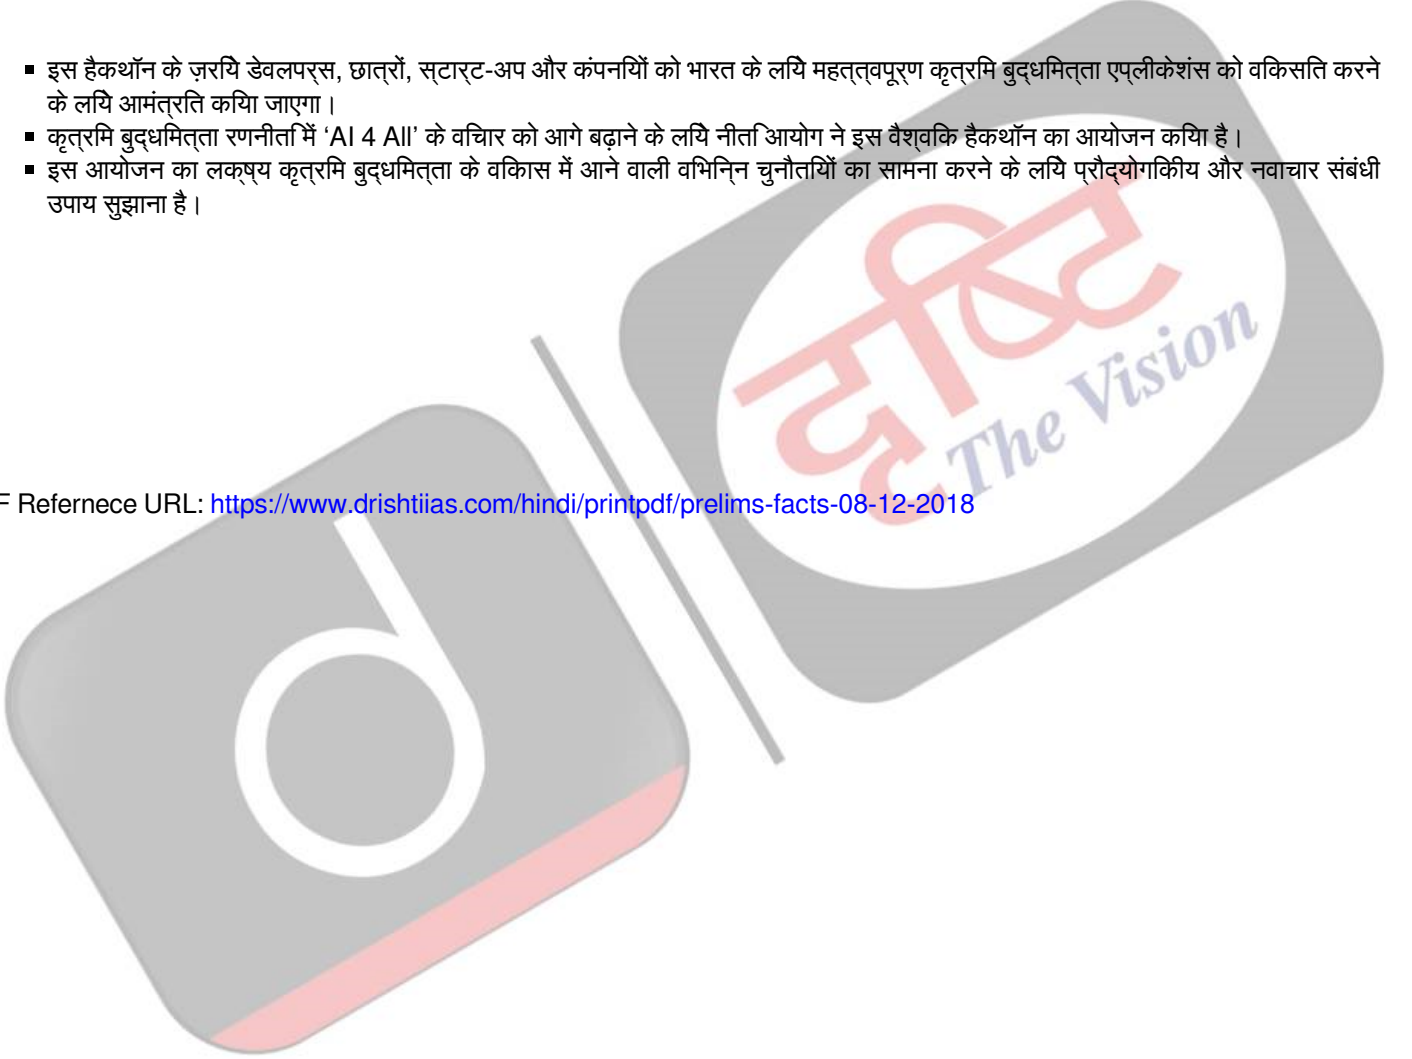 ▪ इस हैकथॉन के ज़रिये डेवलपर्स, छात्रों, स्टार्ट-अप और कंपनियों को भारत के लिये महत्त्वपूर्ण कृत्रिम बुद्धिमत्ता एप्लीकेशंस को विकसित करने
के लिये आमंत्रित किया जाएगा।
▪ कृत्रिम बुद्धिमत्ता रणनीति में ‘AI 4 All’ के विचार को आगे बढ़ाने के लिये नीति आयोग ने इस वैश्विक हैकथॉन का आयोजन किया है।
▪ इस आयोजन का लक्ष्य कृत्रिम बुद्धिमत्ता के विकास में आने वाली विभिन्न चुनौतियों का सामना करने के लिये प्रौद्योगिकीय और नवाचार संबंधी
उपाय सुझाना है।
दृष्टि
The Vision
F Refernece URL: https://www.drishtiias.com/hindi/printpdf/prelims-facts-08-12-2018
d